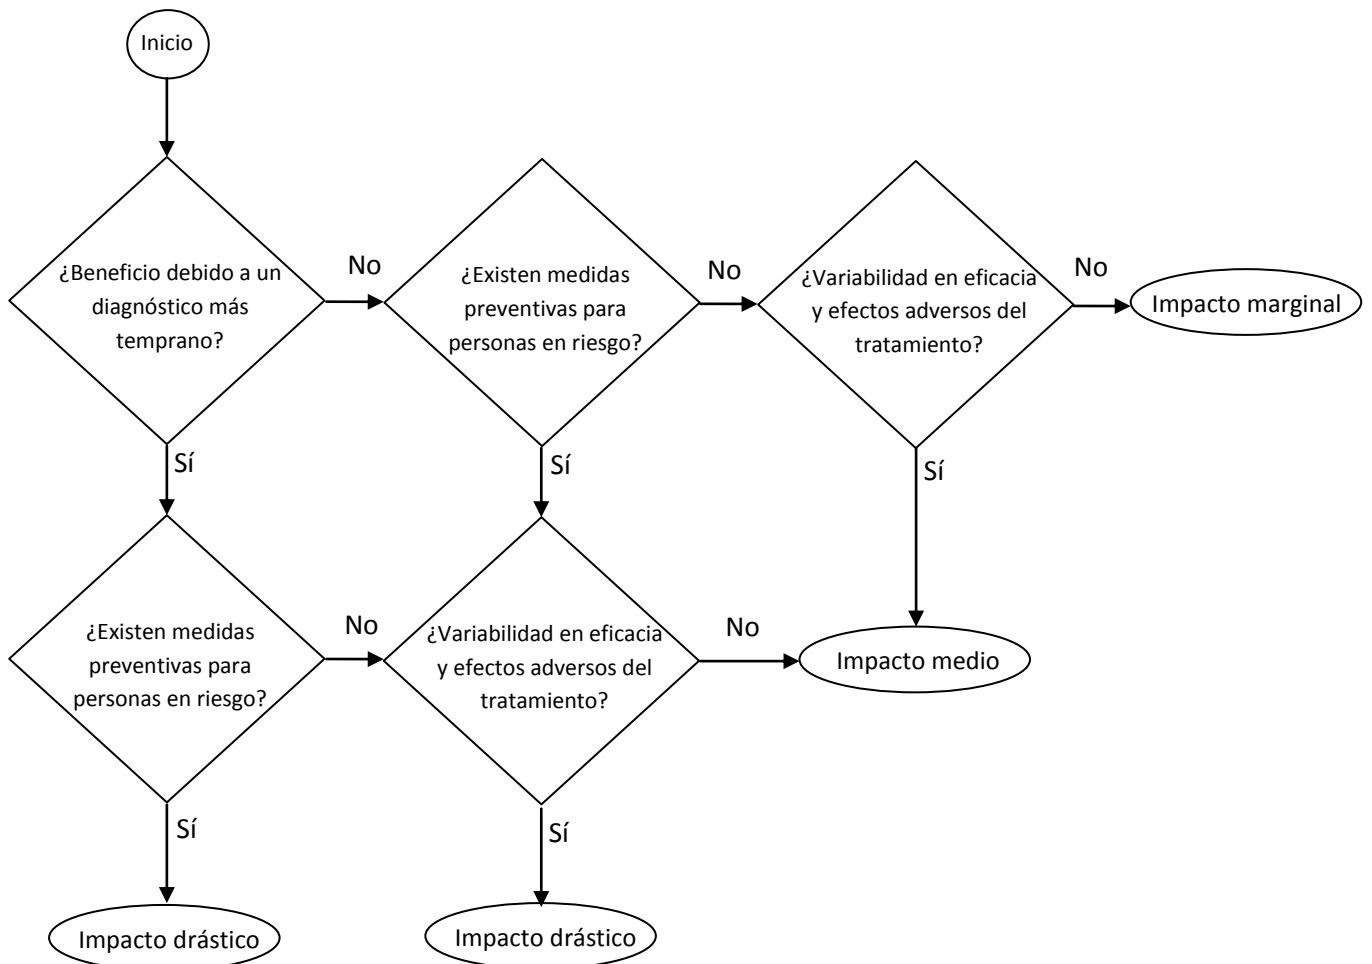 Inicio
¿Beneficio debido a un
diagnóstico más
temprano?
No
¿Existen medidas
preventivas para
personas en riesgo?
No
¿Variabilidad en eficacia
y efectos adversos del
tratamiento?
No
Impacto marginal
Sí
Sí
Sí
¿Existen medidas
preventivas para
personas en riesgo?
No
¿Variabilidad en eficacia
y efectos adversos del
tratamiento?
No
Impacto medio
Sí
Sí
Impacto drástico
Impacto drástico